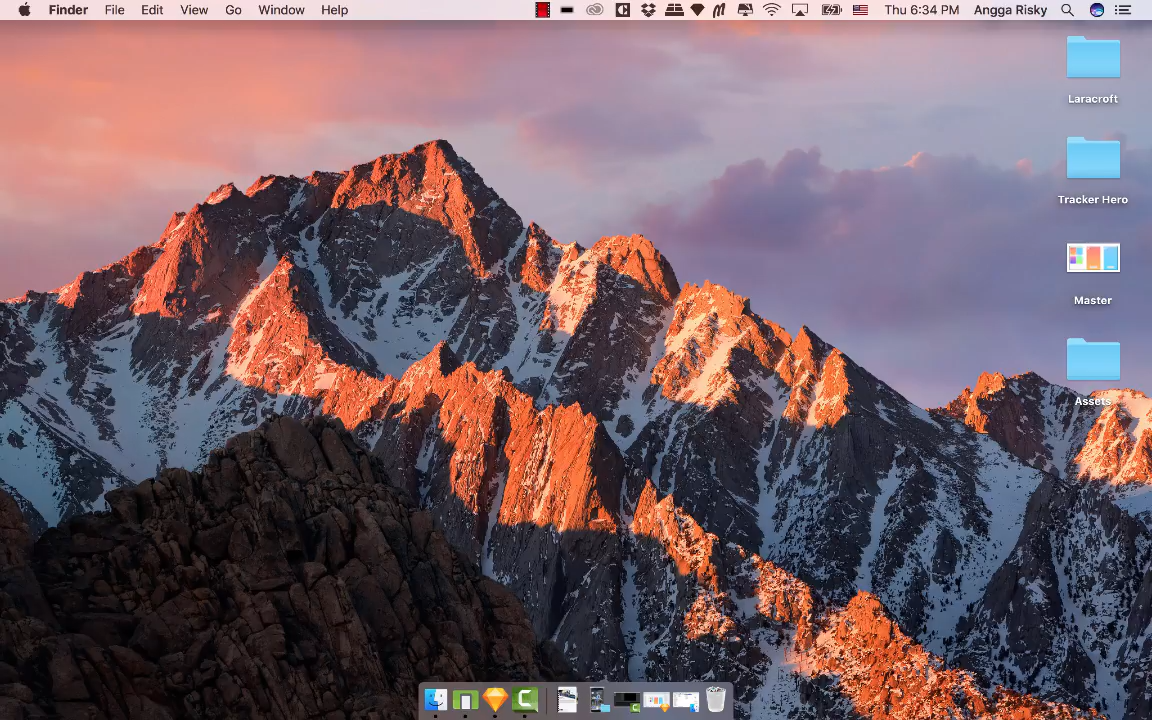 Finder File Edit View Go Window Help Thu 6:34 PM Angga Risky
Laracroft
Tracker Hero
Master
Assets